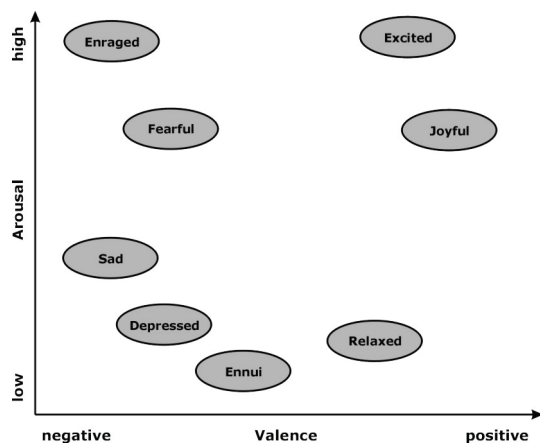 high
Enraged
Excited
Fearful
Joyful
Arousal
Sad
Depressed
Relaxed
Ennui
low
negative
Valence
positive